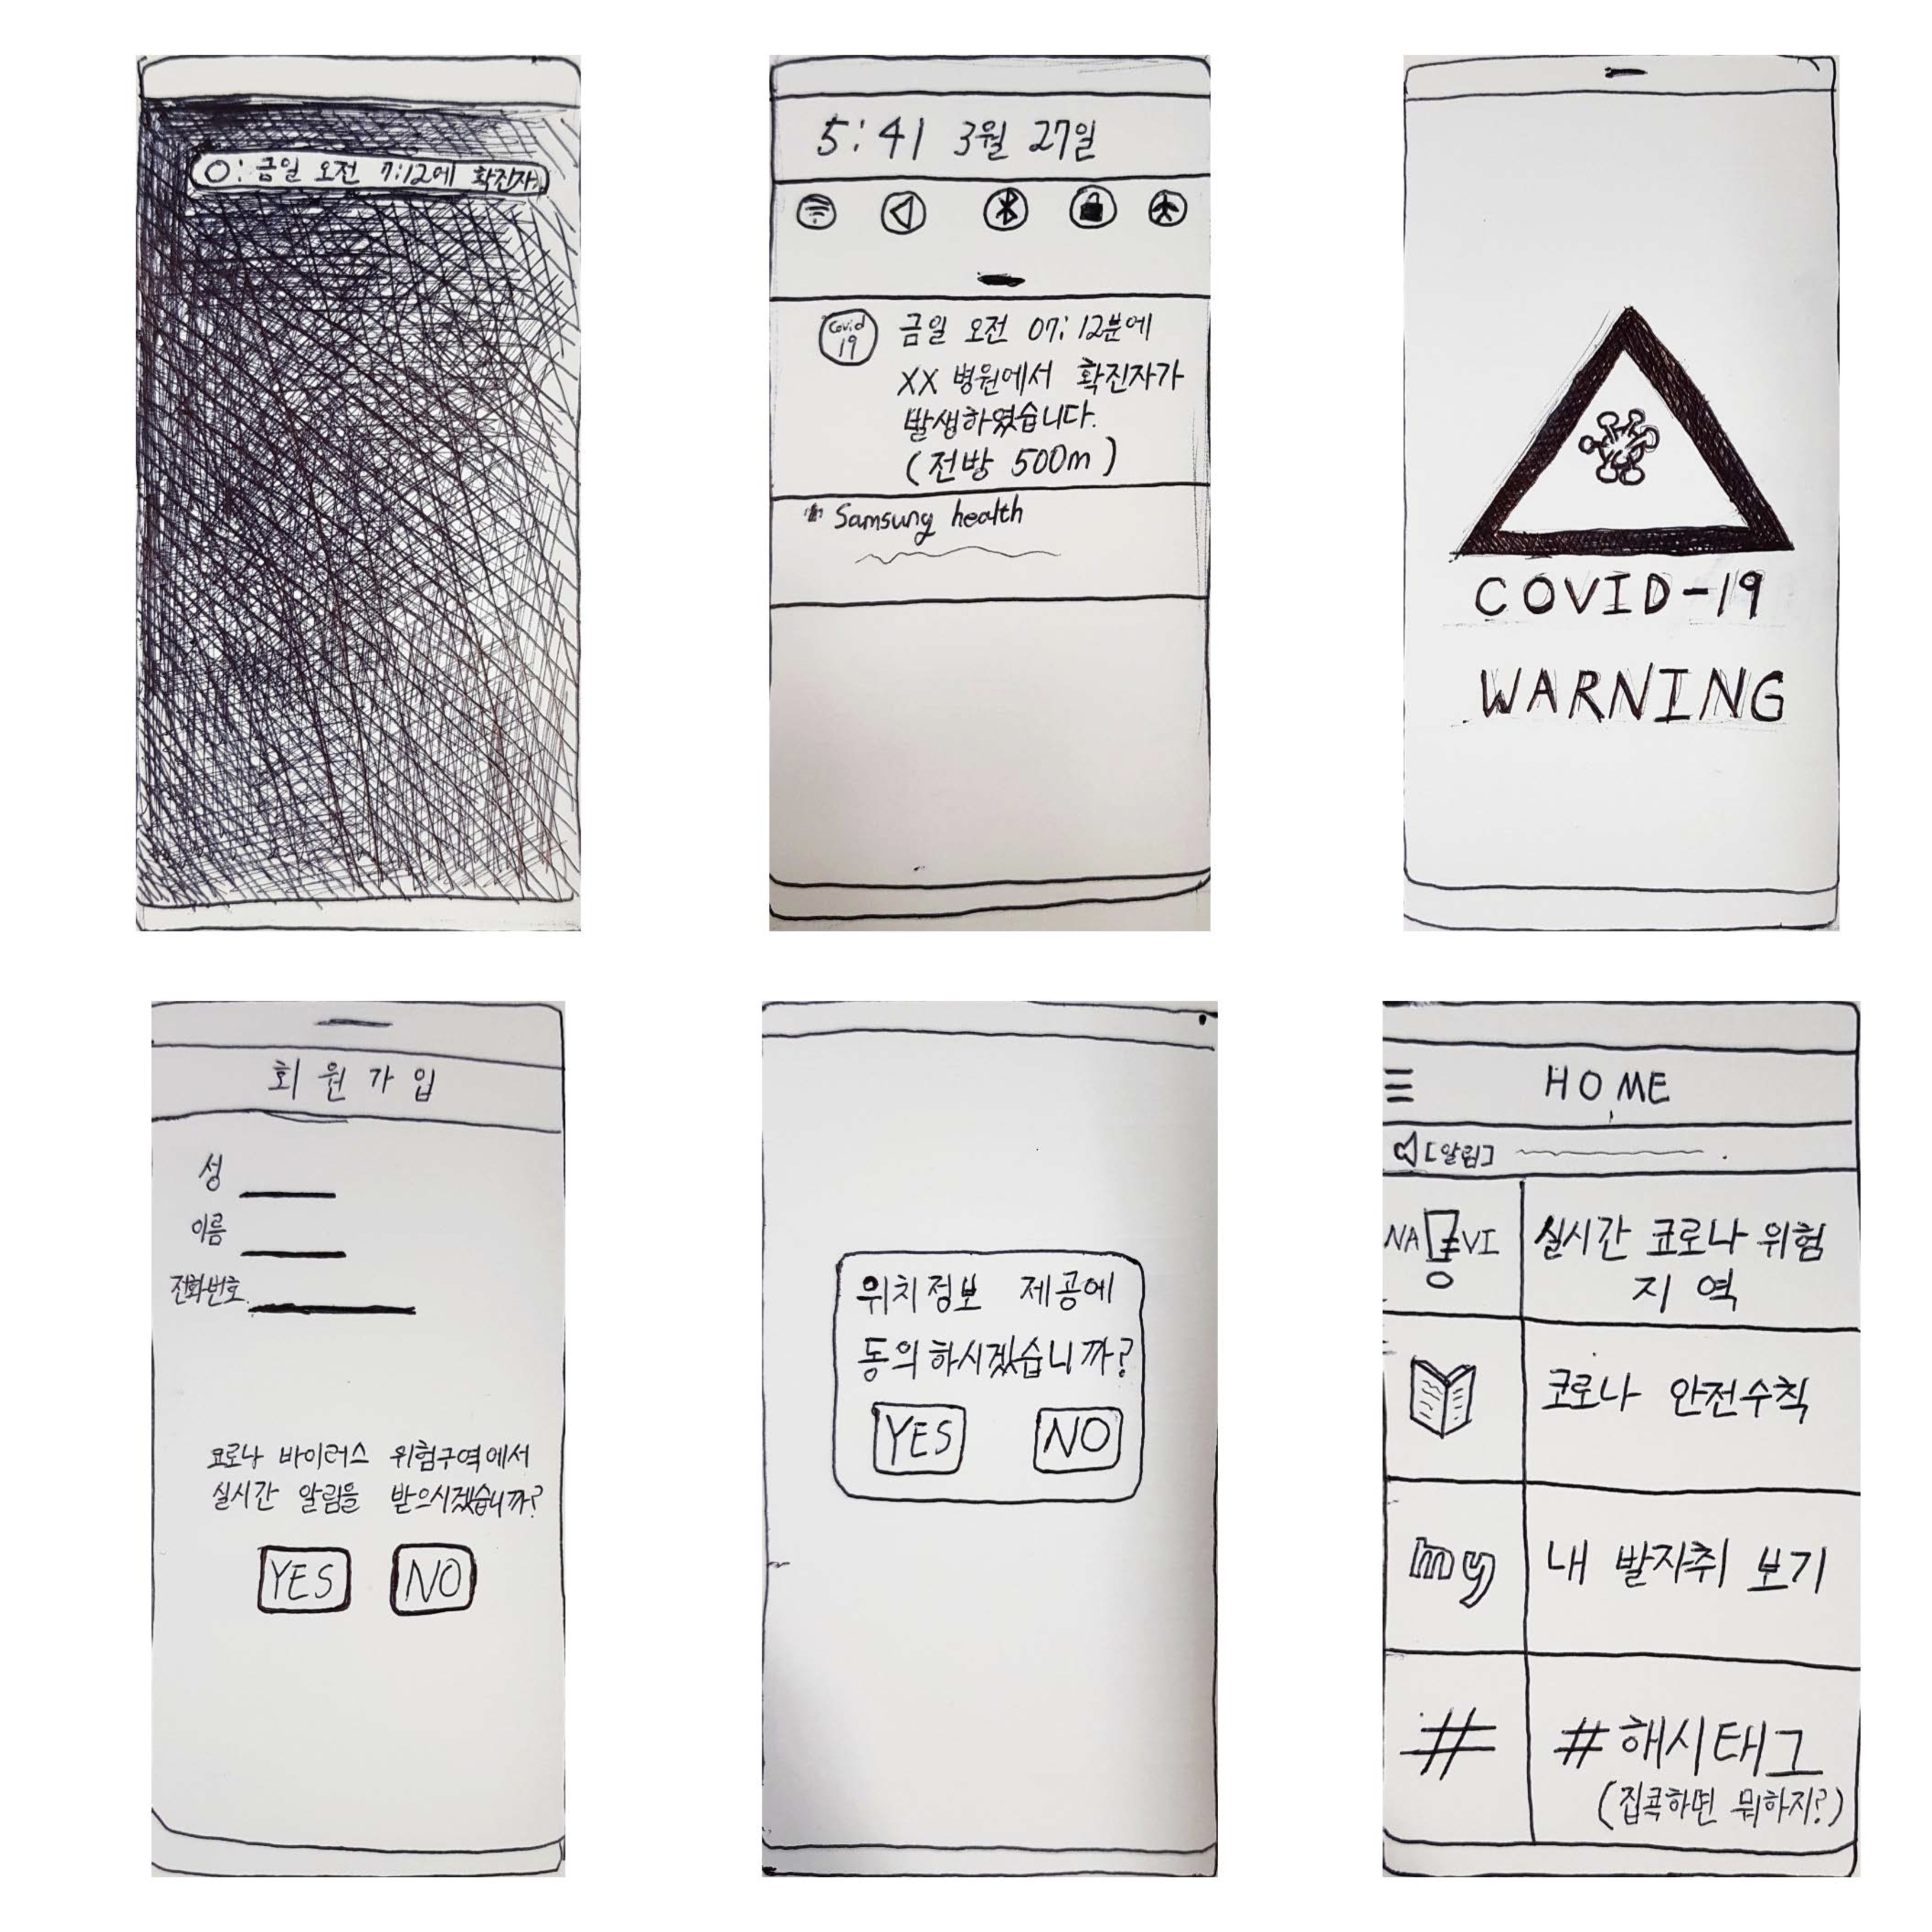 O: 금일 오전 7:12에 확진자
5:41 3월 27일
Covid
19
금일 오전 07:12분에
XX 병원에서 확진자가
발생하였습니다.
(전방 500m)
Samsung health
COVID-19
WARNING
회원가입
성
이름
전화번호
코로나 바이러스 위험구역에서
실시간 알림을 받으시겠습니까?
YES NO
위치정보 제공에
동의하시겠습니까?
YES NO
HOME
[알림]
NAVI
실시간 코로나 위험
지역
코로나 안전수칙
my
내 발자취 보기
#
#해시태그
(집콕하면 뭐하지?)